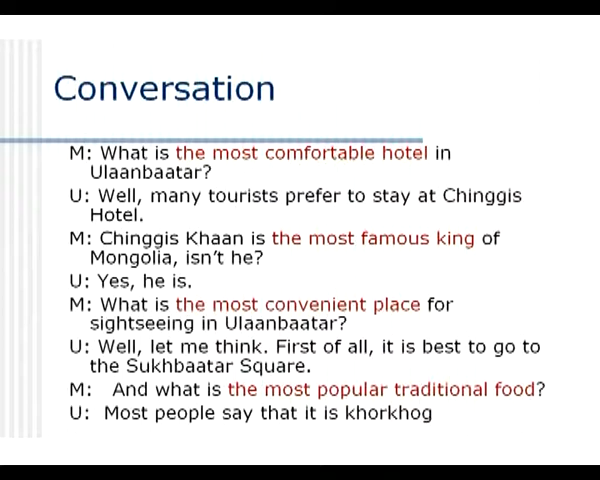 Conversation
M: What is the most comfortable hotel in
Ulaanbaatar?
U: Well, many tourists prefer to stay at Chinggis
Hotel.
M: Chinggis Khaan is the most famous king of
Mongolia, isn't he?
U: Yes, he is.
M: What is the most convenient place for
sightseeing in Ulaanbaatar?
U: Well, let me think. First of all, it is best to go to
the Sukhbaatar Square.
M: And what is the most popular traditional food?
U: Most people say that it is khorkhog